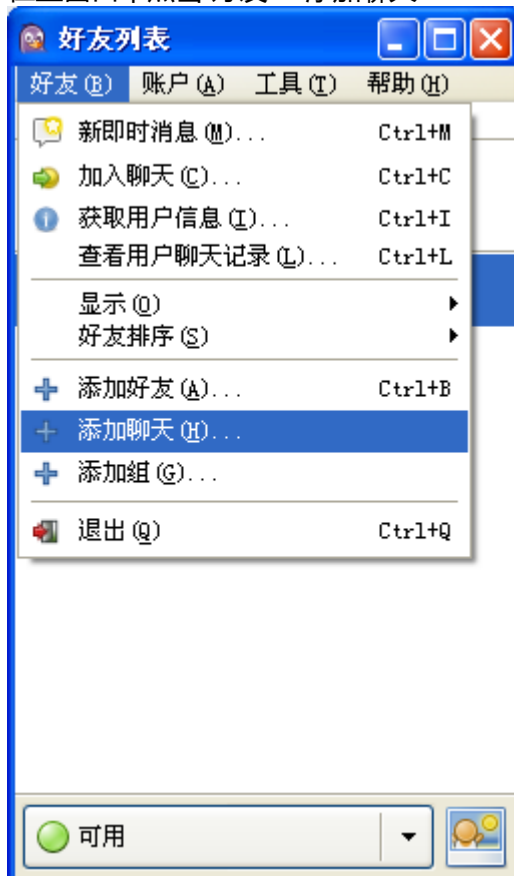 好友列表
好友(B) 账户(A) 工具(T) 帮助(H)
新即时消息(M)... Ctrl+M
加入聊天(C)... Ctrl+C
获取用户信息(I)... Ctrl+I
查看用户聊天记录(L)... Ctrl+L
显示(O)
好友排序(S)
添加好友(A)... Ctrl+B
添加聊天(H)...
添加组(G)...
退出(Q) Ctrl+Q
可用